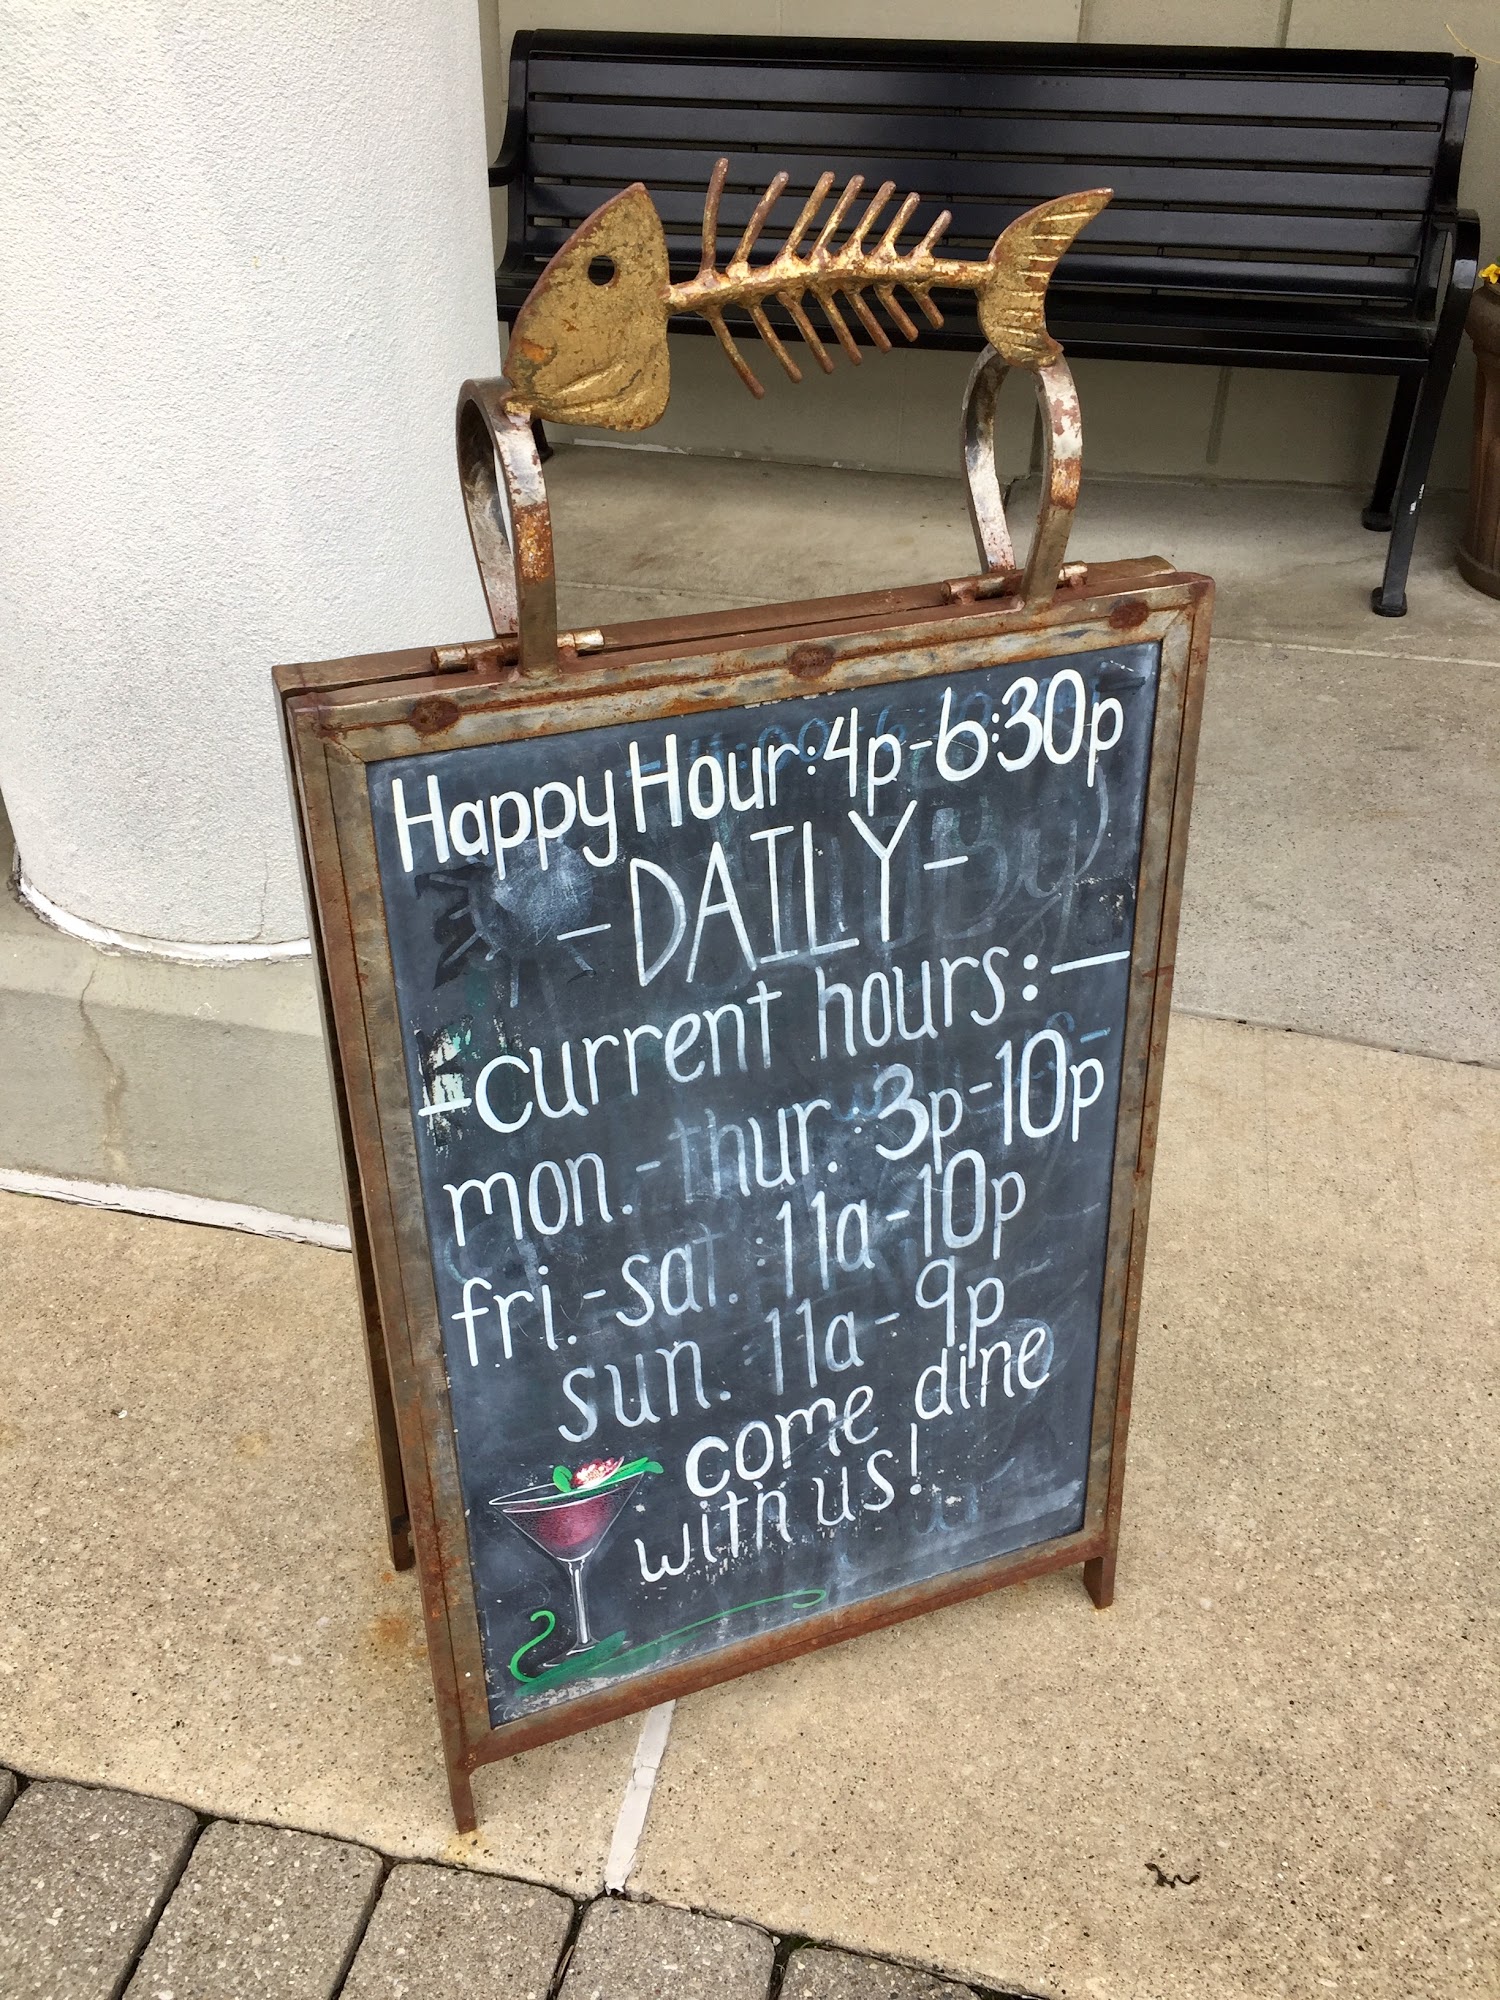 Happy Hour: 4p-6:30p
- DAILY -
-current hours:-
mon.-thur. 3p-10p
fri.-sat. 11a-10p
sun. 11a-9p
come dine
with us!